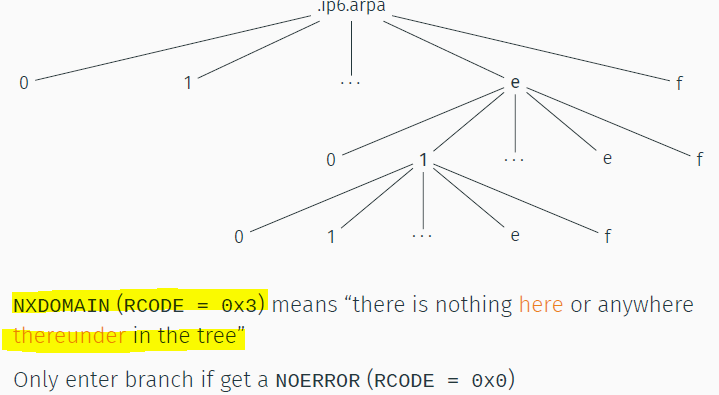 .ip6.arpa
0 1 ... e f
0 1 ... e f
0 1 ... e f
NXDOMAIN (RCODE = 0x3) means “there is nothing here or anywhere
thereunder in the tree”
Only enter branch if get a NOERROR (RCODE = 0x0)